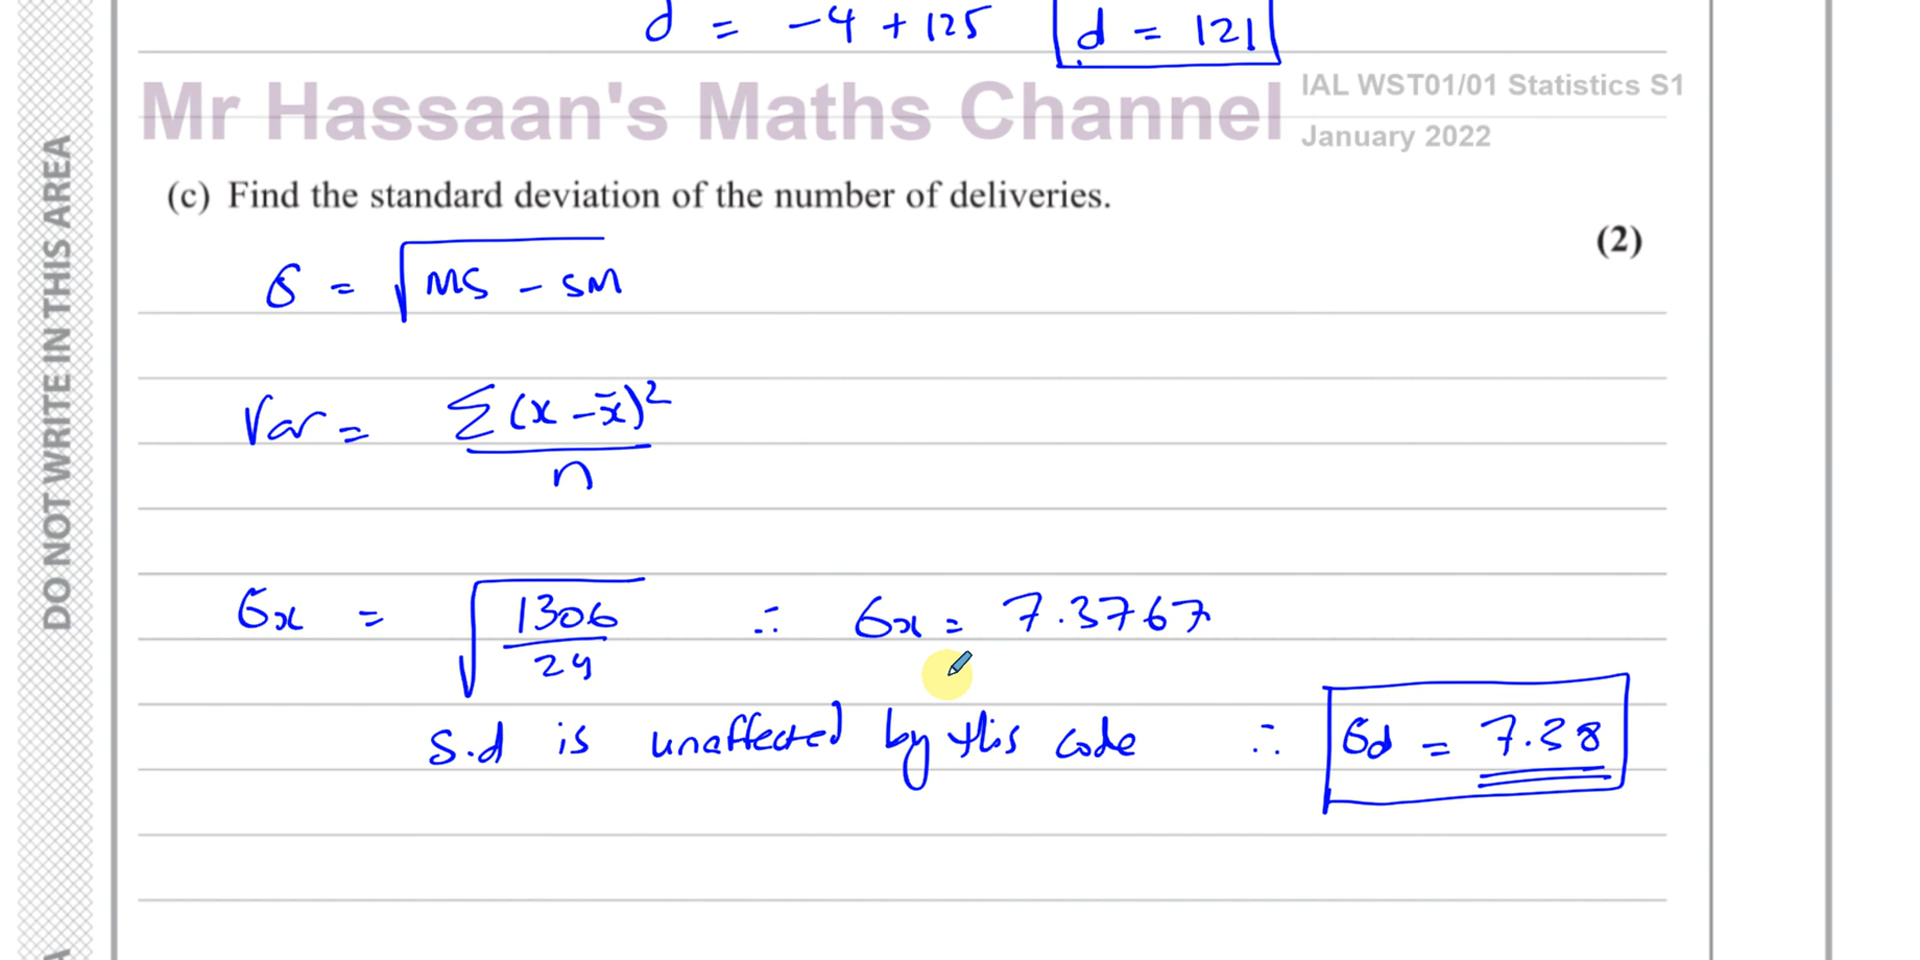 d = -4 + 125 d = 121
Mr Hassaan's Maths Channel
IAL WST01/01 Statistics S1
January 2022
DO NOT WRITE IN THIS AREA
(c) Find the standard deviation of the number of deliveries.
(2)
σ = √(MS - SM)
Var = Σ(x - x̄)²
n
σx = √(1306/24) ∴ σx = 7.3767
S.d is unaffected by this code ∴ σd = 7.38